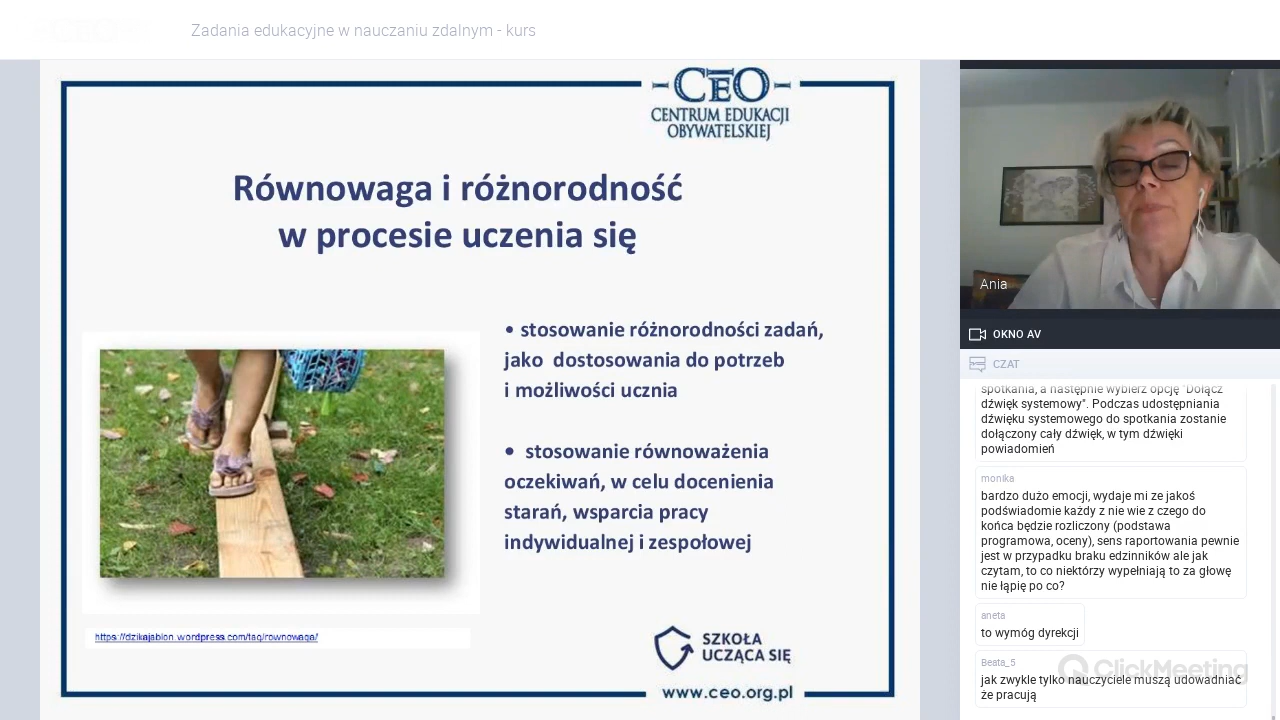 Zadania edukacyjne w nauczaniu zdalnym - kurs
CEO
CENTRUM EDUKACJI
OBYWATELSKIEJ
Równowaga i różnorodność
w procesie uczenia się
• stosowanie różnorodności zadań,
jako dostosowania do potrzeb
i możliwości ucznia
• stosowanie równoważenia
oczekiwań, w celu docenienia
starań, wsparcia pracy
indywidualnej i zespołowej
https://dzikajablon.wordpress.com/tag/rownowaga/
SZKOŁA
UCZĄCA SIĘ
www.ceo.org.pl
Ania
OKNO AV
CZAT
spotkania, a następnie wybierz opcję "Dołącz
dźwięk systemowy". Podczas udostępniania
dźwięku systemowego do spotkania zostanie
dołączony cały dźwięk, w tym dźwięki
powiadomień
monika
bardzo dużo emocji, wydaje mi ze jakoś
podświadomie każdy z nie wie z czego do
końca będzie rozliczony (podstawa
programowa, oceny), sens raportowania pewnie
jest w przypadku braku edzinników ale jak
czytam, to co niektórzy wypełniają to za głowę
nie łapię po co?
aneta
to wymóg dyrekcji
Beata_5
jak zwykle tylko nauczyciele muszą udowadniać
że pracują
ClickMeeting